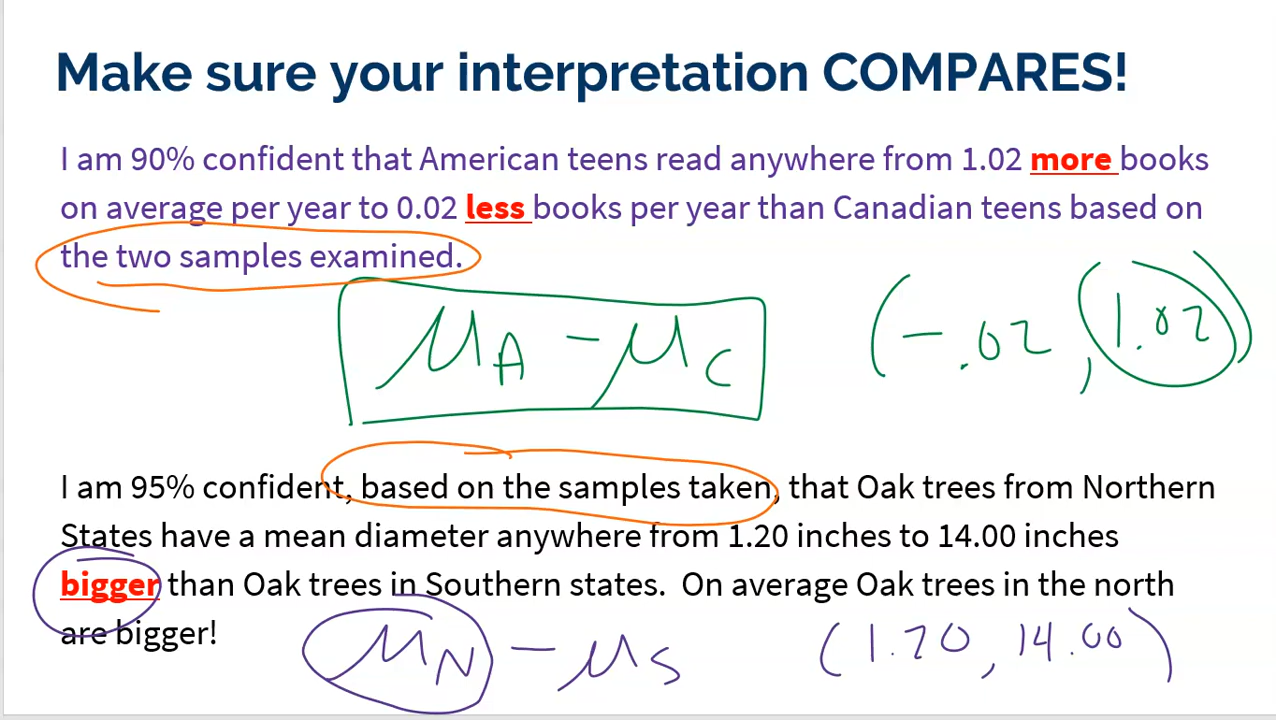 Make sure your interpretation COMPARES!
I am 90% confident that American teens read anywhere from 1.02 more books
on average per year to 0.02 less books per year than Canadian teens based on
the two samples examined.
μA - μC
(-.02, 1.02)
I am 95% confident, based on the samples taken, that Oak trees from Northern
States have a mean diameter anywhere from 1.20 inches to 14.00 inches
bigger than Oak trees in Southern states. On average Oak trees in the north
are bigger!
μN - μS
(1.20, 14.00)